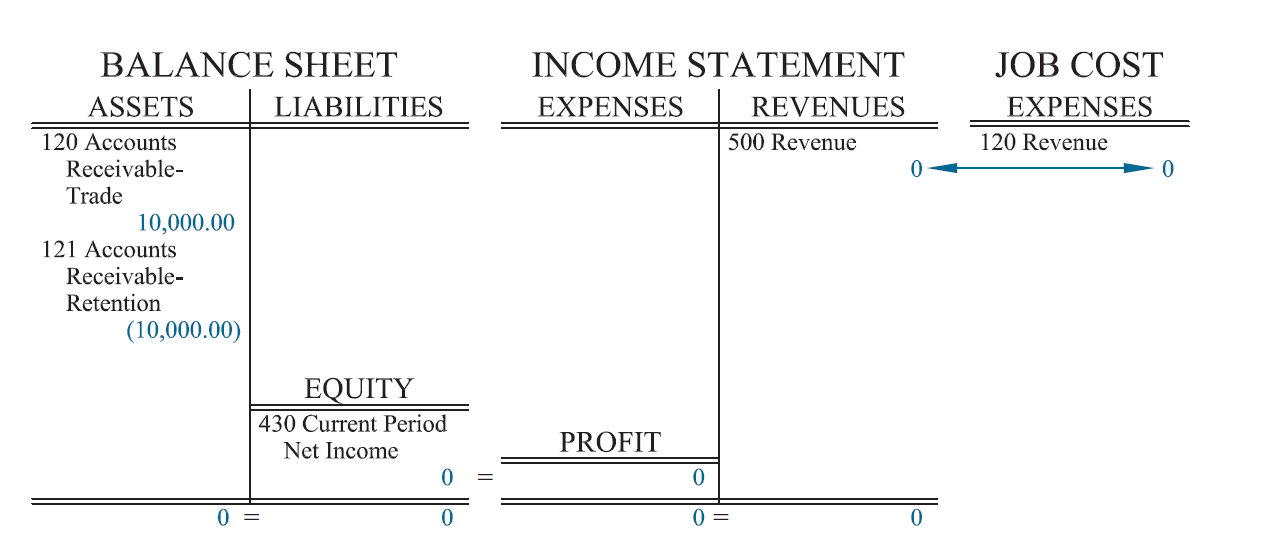 BALANCE SHEET INCOME STATEMENT JOB COST
ASSETS LIABILITIES EXPENSES REVENUES EXPENSES
120 Accounts 500 Revenue 120 Revenue
Receivable- 0 0
Trade
10,000.00
121 Accounts
Receivable-
Retention
(10,000.00)
EQUITY
430 Current Period
Net Income PROFIT
0 = 0
0 = 0 0 = 0